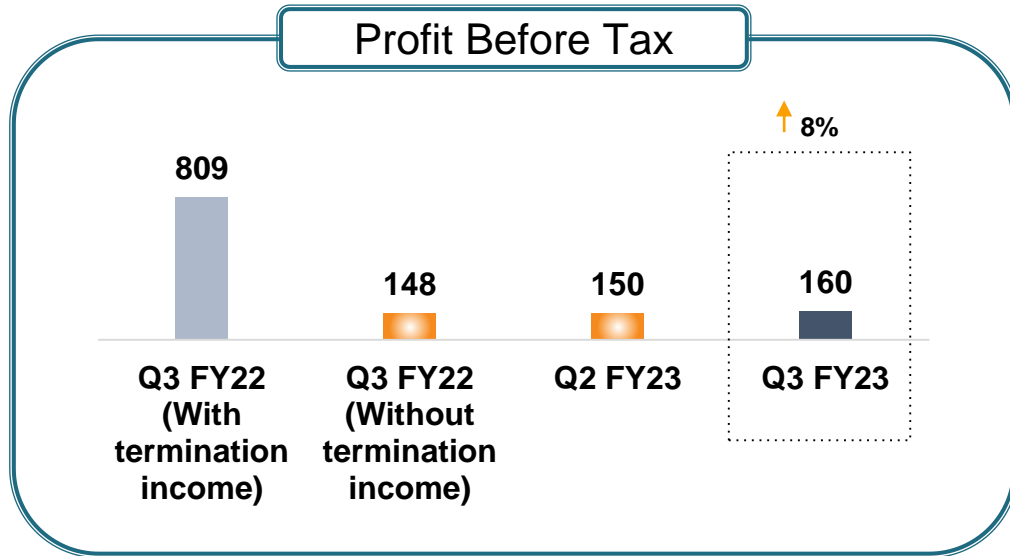 Profit Before Tax
8%
809
148
150
160
Q3 FY22
(With
termination
income)
Q3 FY22
(Without
termination
income)
Q2 FY23
Q3 FY23